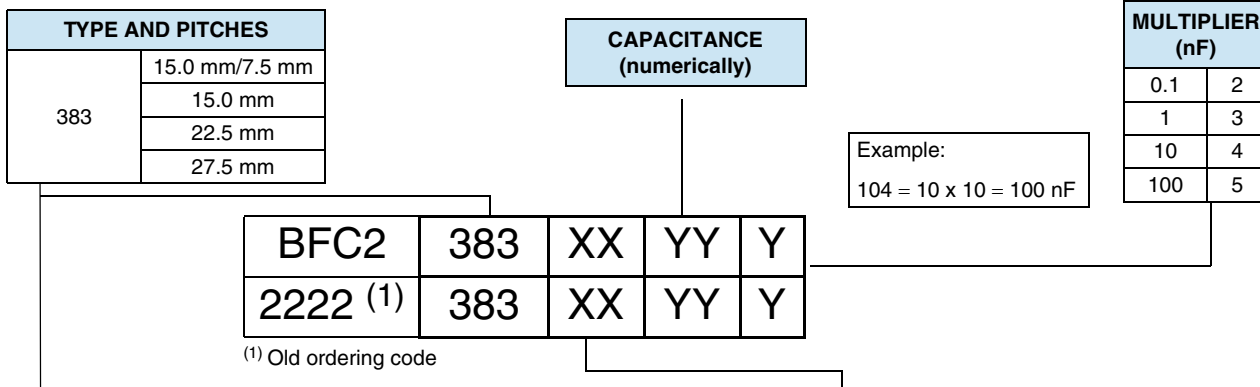 TYPE AND PITCHES
383
15.0 mm/7.5 mm
15.0 mm
22.5 mm
27.5 mm
CAPACITANCE
(numerically)
MULTIPLIER
(nF)
0.1 2
1 3
10 4
100 5
Example:
104 = 10 x 10 = 100 nF
BFC2 383 XX YY Y
2222 (1) 383 XX YY Y
(1) Old ordering code